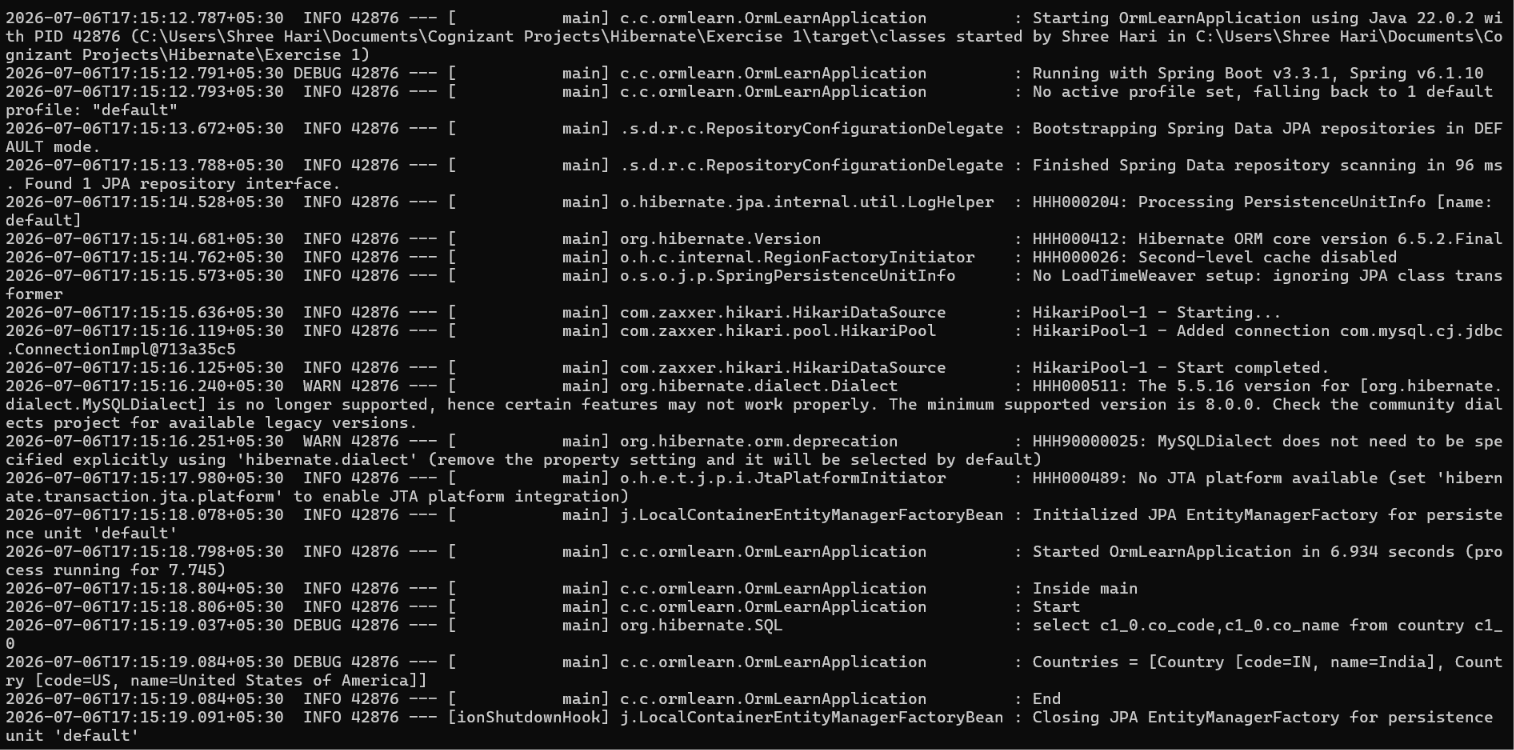 2026-07-06T17:15:12.787+05:30  INFO 42876 --- [           main] c.c.ormlearn.OrmLearnApplication         : Starting OrmLearnApplication using Java 22.0.2 wi
th PID 42876 (C:\Users\Shree Hari\Documents\Cognizant Projects\Hibernate\Exercise 1\target\classes started by Shree Hari in C:\Users\Shree Hari\Documents\Co
gnizant Projects\Hibernate\Exercise 1)
2026-07-06T17:15:12.791+05:30 DEBUG 42876 --- [           main] c.c.ormlearn.OrmLearnApplication         : Running with Spring Boot v3.3.1, Spring v6.1.10
2026-07-06T17:15:12.793+05:30  INFO 42876 --- [           main] c.c.ormlearn.OrmLearnApplication         : No active profile set, falling back to 1 default 
profile: "default"
2026-07-06T17:15:13.672+05:30  INFO 42876 --- [           main] .s.d.r.c.RepositoryConfigurationDelegate : Bootstrapping Spring Data JPA repositories in DEF
AULT mode.
2026-07-06T17:15:13.788+05:30  INFO 42876 --- [           main] .s.d.r.c.RepositoryConfigurationDelegate : Finished Spring Data repository scanning in 96 ms
. Found 1 JPA repository interface.
2026-07-06T17:15:14.528+05:30  INFO 42876 --- [           main] o.hibernate.jpa.internal.util.LogHelper  : HHH000204: Processing PersistenceUnitInfo [name: 
default]
2026-07-06T17:15:14.681+05:30  INFO 42876 --- [           main] org.hibernate.Version                    : HHH000412: Hibernate ORM core version 6.5.2.Final
2026-07-06T17:15:14.762+05:30  INFO 42876 --- [           main] o.h.c.internal.RegionFactoryInitiator    : HHH000026: Second-level cache disabled
2026-07-06T17:15:15.573+05:30  INFO 42876 --- [           main] o.s.o.j.p.SpringPersistenceUnitInfo      : No LoadTimeWeaver setup: ignoring JPA class trans
former
2026-07-06T17:15:15.636+05:30  INFO 42876 --- [           main] com.zaxxer.hikari.HikariDataSource       : HikariPool-1 - Starting...
2026-07-06T17:15:16.119+05:30  INFO 42876 --- [           main] com.zaxxer.hikari.pool.HikariPool        : HikariPool-1 - Added connection com.mysql.cj.jdbc
.ConnectionImpl@713a35c5
2026-07-06T17:15:16.125+05:30  INFO 42876 --- [           main] com.zaxxer.hikari.HikariDataSource       : HikariPool-1 - Start completed.
2026-07-06T17:15:16.240+05:30  WARN 42876 --- [           main] org.hibernate.dialect.Dialect            : HHH000511: The 5.5.16 version for [org.hibernate.
dialect.MySQLDialect] is no longer supported, hence certain features may not work properly. The minimum supported version is 8.0.0. Check the community dial
ects project for available legacy versions.
2026-07-06T17:15:16.251+05:30  WARN 42876 --- [           main] org.hibernate.orm.deprecation            : HHH90000025: MySQLDialect does not need to be spe
cified explicitly using 'hibernate.dialect' (remove the property setting and it will be selected by default)
2026-07-06T17:15:17.980+05:30  INFO 42876 --- [           main] o.h.e.t.j.p.i.JtaPlatformInitiator       : HHH000489: No JTA platform available (set 'hibern
ate.transaction.jta.platform' to enable JTA platform integration)
2026-07-06T17:15:18.078+05:30  INFO 42876 --- [           main] j.LocalContainerEntityManagerFactoryBean : Initialized JPA EntityManagerFactory for persiste
nce unit 'default'
2026-07-06T17:15:18.798+05:30  INFO 42876 --- [           main] c.c.ormlearn.OrmLearnApplication         : Started OrmLearnApplication in 6.934 seconds (pro
cess running for 7.745)
2026-07-06T17:15:18.804+05:30  INFO 42876 --- [           main] c.c.ormlearn.OrmLearnApplication         : Inside main
2026-07-06T17:15:18.806+05:30  INFO 42876 --- [           main] c.c.ormlearn.OrmLearnApplication         : Start
2026-07-06T17:15:19.037+05:30 DEBUG 42876 --- [           main] org.hibernate.SQL                        : select c1_0.co_code,c1_0.co_name from country c1_
0
2026-07-06T17:15:19.084+05:30 DEBUG 42876 --- [           main] c.c.ormlearn.OrmLearnApplication         : Countries = [Country [code=IN, name=India], Count
ry [code=US, name=United States of America]]
2026-07-06T17:15:19.084+05:30  INFO 42876 --- [           main] c.c.ormlearn.OrmLearnApplication         : End
2026-07-06T17:15:19.091+05:30  INFO 42876 --- [ionShutdownHook] j.LocalContainerEntityManagerFactoryBean : Closing JPA EntityManagerFactory for persistence 
unit 'default'